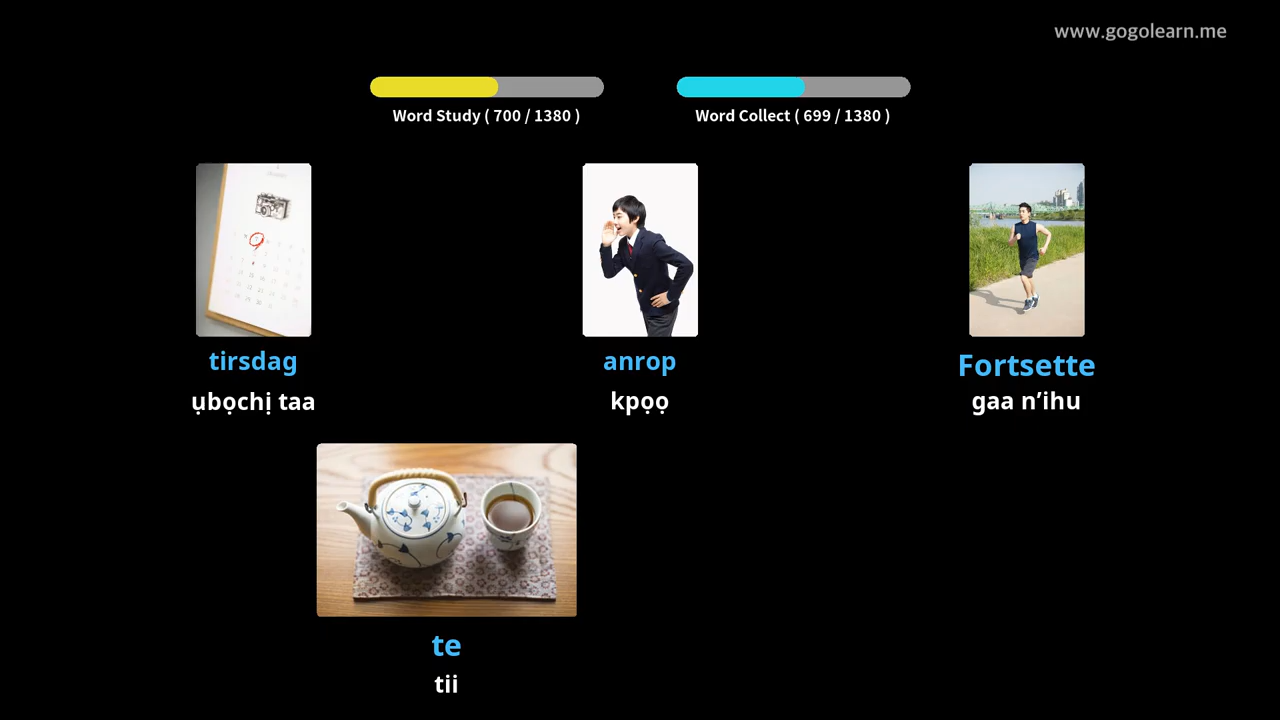 www.gogolearn.me
Word Study ( 700 / 1380 )
Word Collect ( 699 / 1380 )
tirsdag
ụbọchị taa
anrop
kpọọ
Fortsette
gaa n’ihu
te
tii